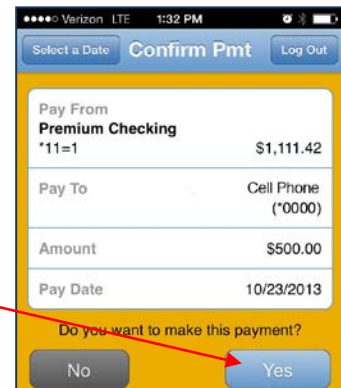 Verizon LTE 1:32 PM
Select a Date Confirm Pmt Log Out
Pay From
Premium Checking
*11=1 $1,111.42
Pay To Cell Phone
(*0000)
Amount $500.00
Pay Date 10/23/2013
Do you want to make this payment?
No Yes